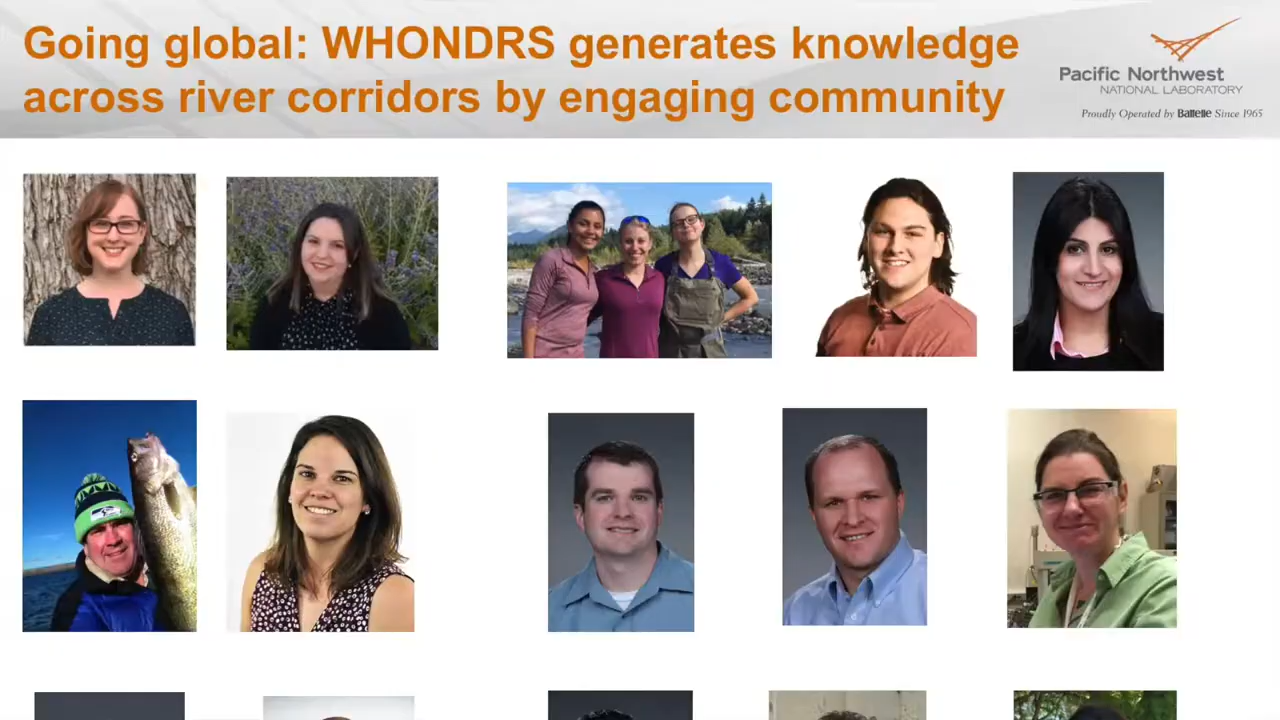 Going global: WHONDRS generates knowledge
across river corridors by engaging community
Pacific Northwest
NATIONAL LABORATORY
Proudly Operated by Battelle Since 1965